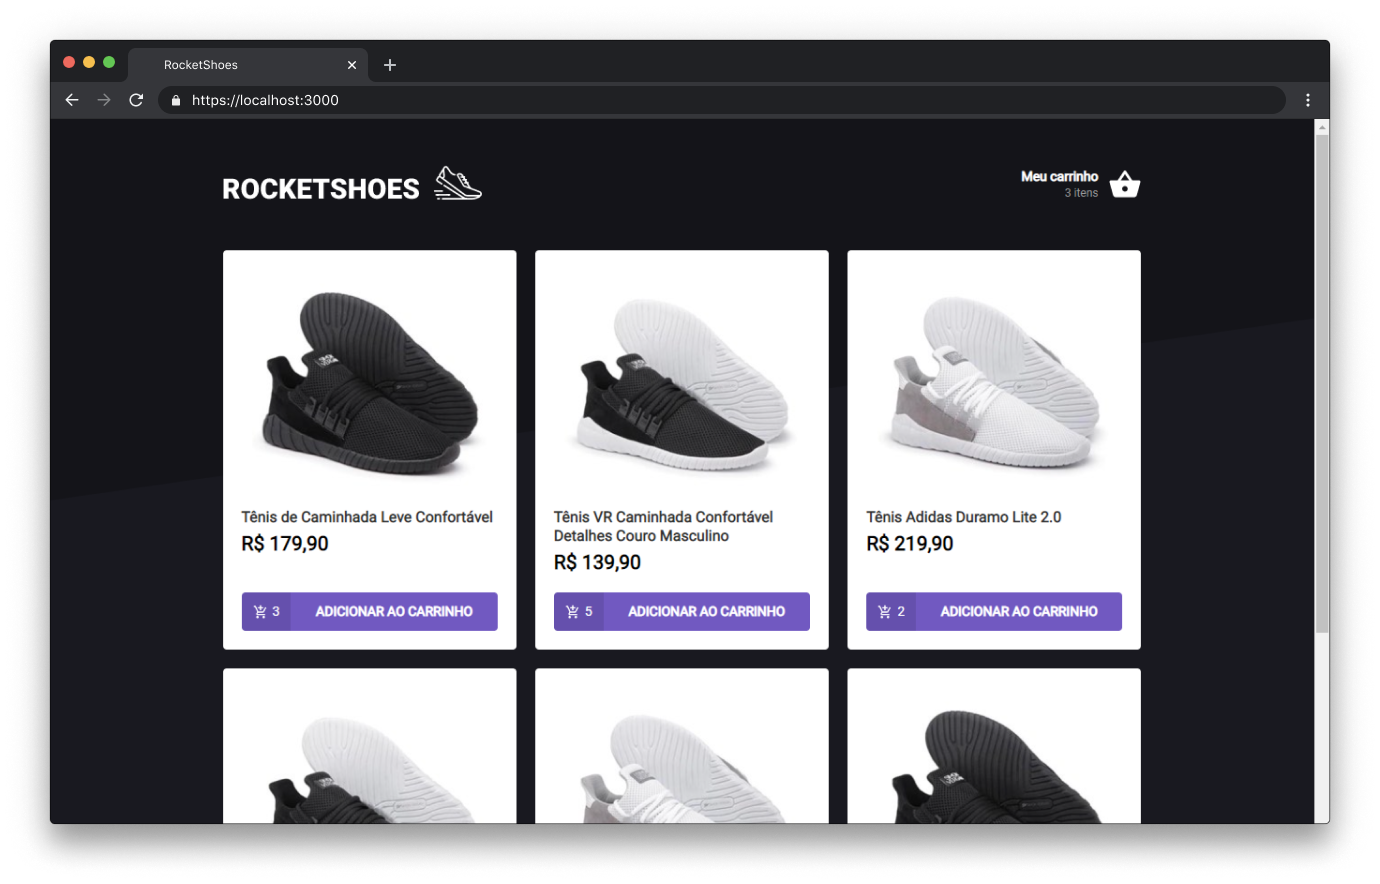 RocketShoes
https://localhost:3000
ROCKETSHOES
Meu carrinho
3 itens
Tênis de Caminhada Leve Confortável
R$ 179,90
3 ADICIONAR AO CARRINHO
Tênis VR Caminhada Confortável
Detalhes Couro Masculino
R$ 139,90
5 ADICIONAR AO CARRINHO
Tênis Adidas Duramo Lite 2.0
R$ 219,90
2 ADICIONAR AO CARRINHO